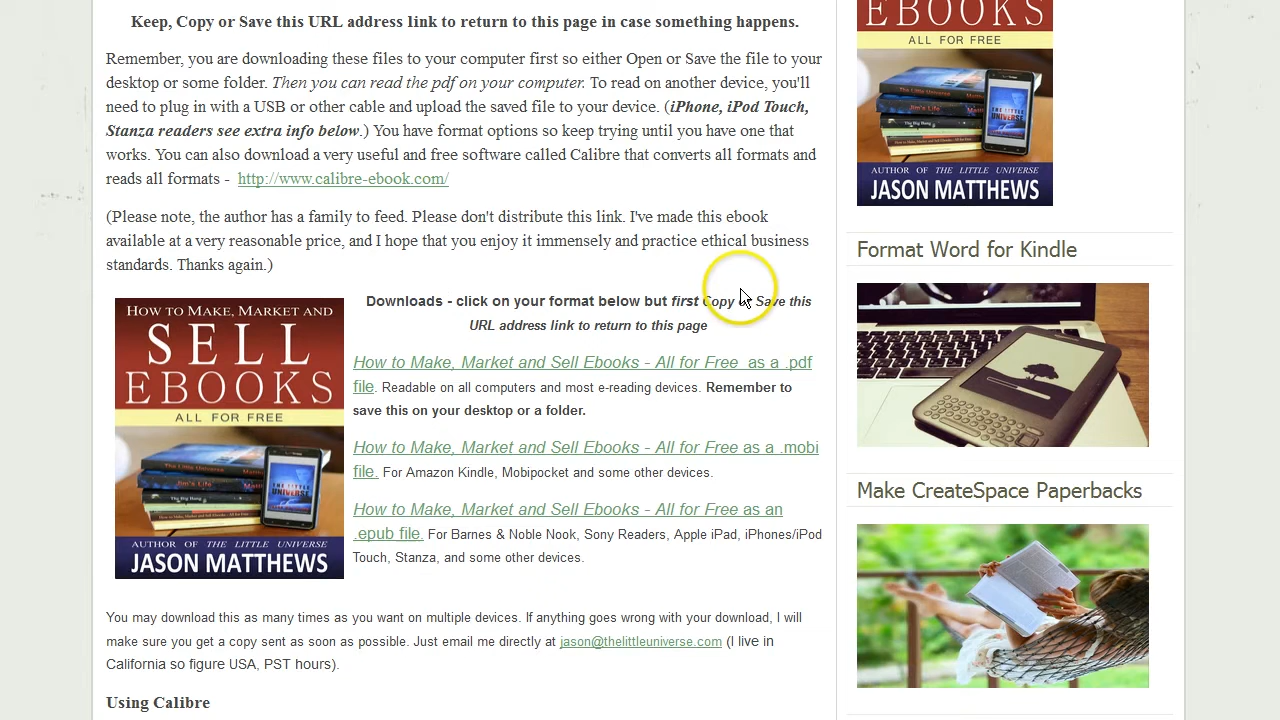 Keep, Copy or Save this URL address link to return to this page in case something happens.
Remember, you are downloading these files to your computer first so either Open or Save the file to your
desktop or some folder. You can read the pdf on your computer. To read on another device, you'll
need to plug in with a USB or other cable and upload the saved file to your device. (iPhone, iPod Touch,
Stanza readers see extra info below.) You have format options so keep trying until you have one that
works. You can also download a very useful and free software called Calibre that converts all formats and
reads all formats - http://www.calibre-ebook.com/
(Please note, the author has a family to feed. Please don't distribute this link. I've made this ebook
available at a very reasonable price, and I hope that you enjoy it immensely and practice ethical business
standards. Thanks again.)
HOW TO MAKE, MARKET AND
SELL
EBOOKS
ALL FOR FREE
AUTHOR OF THE LITTLE UNIVERSE
JASON MATTHEWS
Downloads - click on your format below but first Copy or Save this
URL address link to return to this page
How to Make, Market and Sell Ebooks - All for Free as a .pdf
file. Readable on all computers and most e-reading devices. Remember to
save this on your desktop or a folder.
How to Make, Market and Sell Ebooks - All for Free as a .mobi
file. For Amazon Kindle, Mobipocket and some other devices.
How to Make, Market and Sell Ebooks - All for Free as an
.epub file. For Barnes & Noble Nook, Sony Readers, Apple iPad, iPhones/iPod
Touch, Stanza, and some other devices.
You may download this as many times as you want on multiple devices. If anything goes wrong with your download, I will
make sure you get a copy sent as soon as possible. Just email me directly at jason@thelittleuniverse.com (I live in
California so figure USA, PST hours).
Using Calibre
EBOOKS
ALL FOR FREE
AUTHOR OF THE LITTLE UNIVERSE
JASON MATTHEWS
Format Word for Kindle
Make CreateSpace Paperbacks